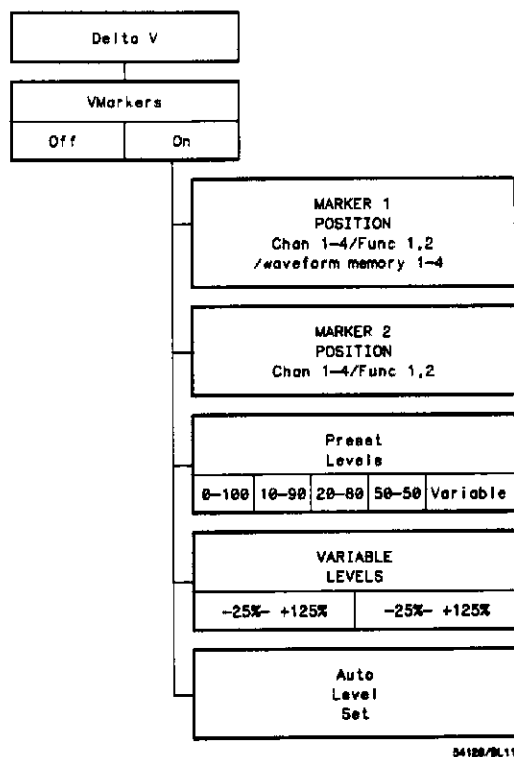 Delta V
VMarkers
Off On
MARKER 1
POSITION
Chan 1-4/Func 1,2
/waveform memory 1-4
MARKER 2
POSITION
Chan 1-4/Func 1,2
Preset
Levels
0-100 10-90 20-80 50-50 Variable
VARIABLE
LEVELS
-25%- +125% -25%- +125%
Auto
Level
Set
54120/BL11